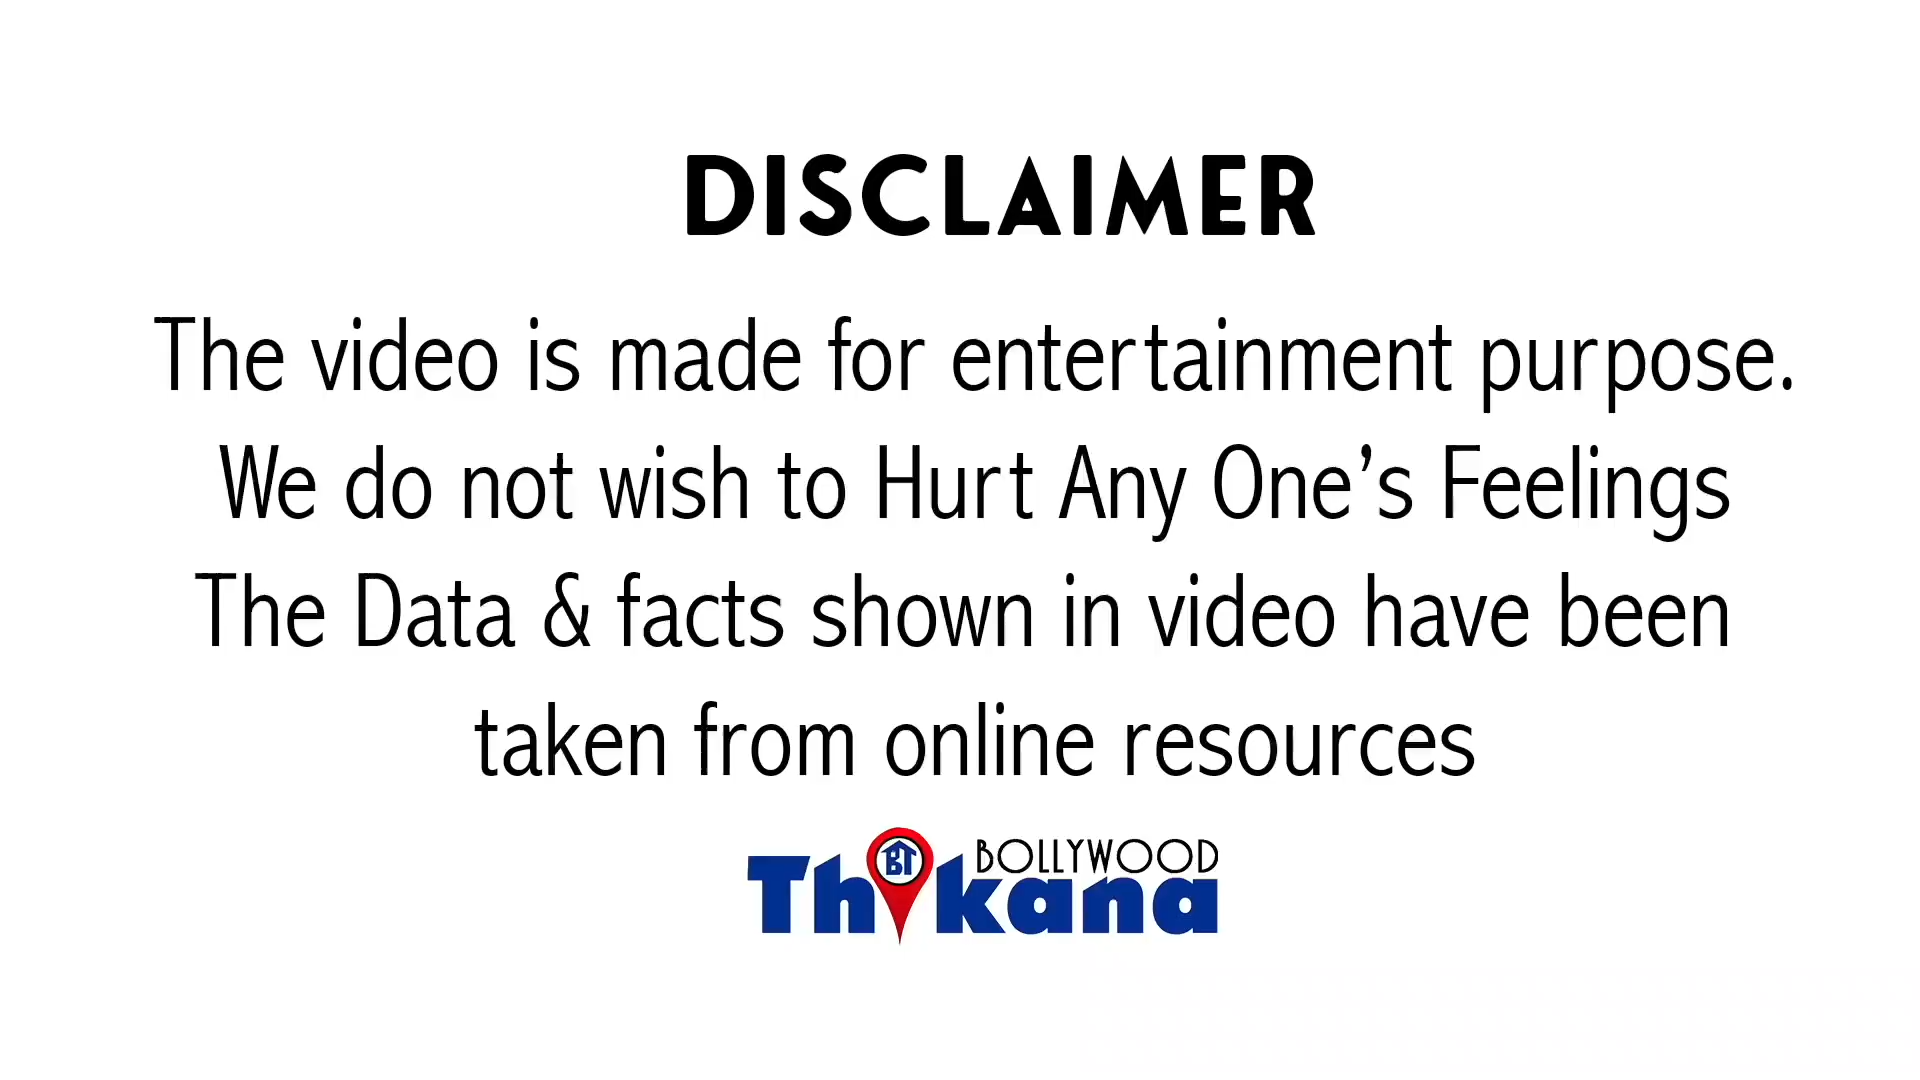 DISCLAIMER
The video is made for entertainment purpose.
We do not wish to Hurt Any One’s Feelings
The Data & facts shown in video have been
taken from online resources
BOLLYWOOD
BT
Thikana